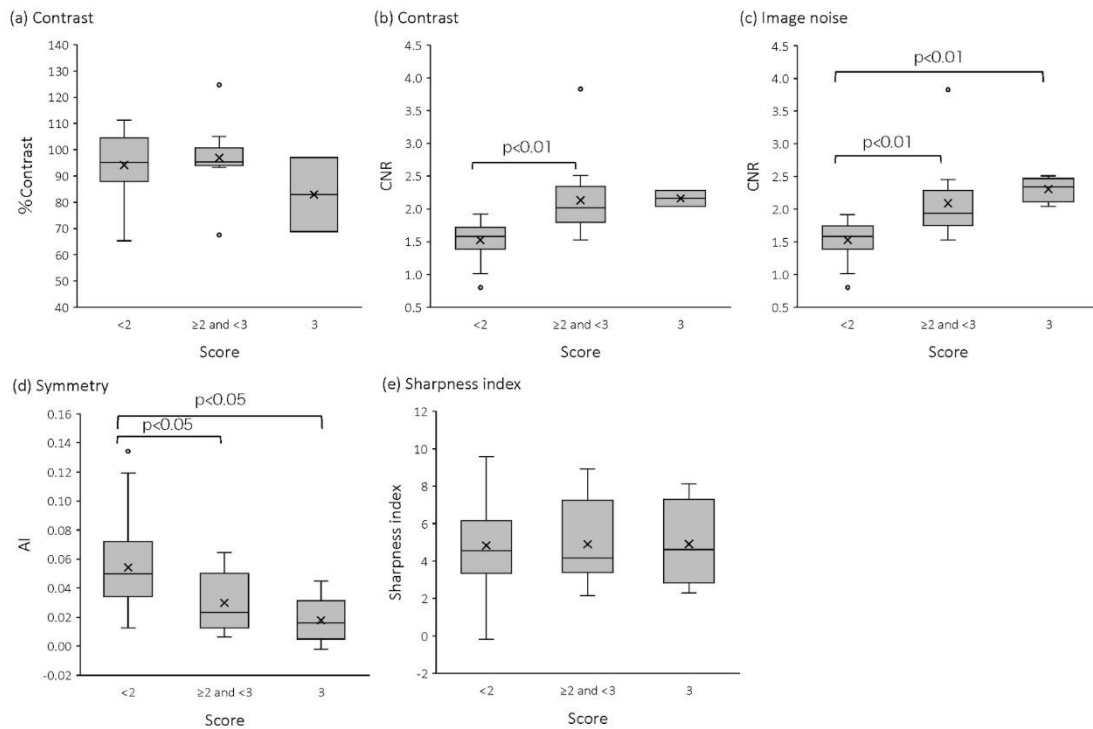 (a) Contrast
%Contrast
140
130
120
110
100
90
80
70
60
50
40
<2
≥2 and <3
3
Score
(b) Contrast
CNR
4.5
4.0
3.5
3.0
2.5
2.0
1.5
1.0
0.5
p<0.01
<2
≥2 and <3
3
Score
(c) Image noise
CNR
4.5
4.0
3.5
3.0
2.5
2.0
1.5
1.0
0.5
p<0.01
p<0.01
<2
≥2 and <3
3
Score
(d) Symmetry
AI
0.16
0.14
0.12
0.10
0.08
0.06
0.04
0.02
0.00
-0.02
p<0.05
p<0.05
<2
≥2 and <3
3
Score
(e) Sharpness index
Sharpness index
12
10
8
6
4
2
0
-2
<2
≥2 and <3
3
Score